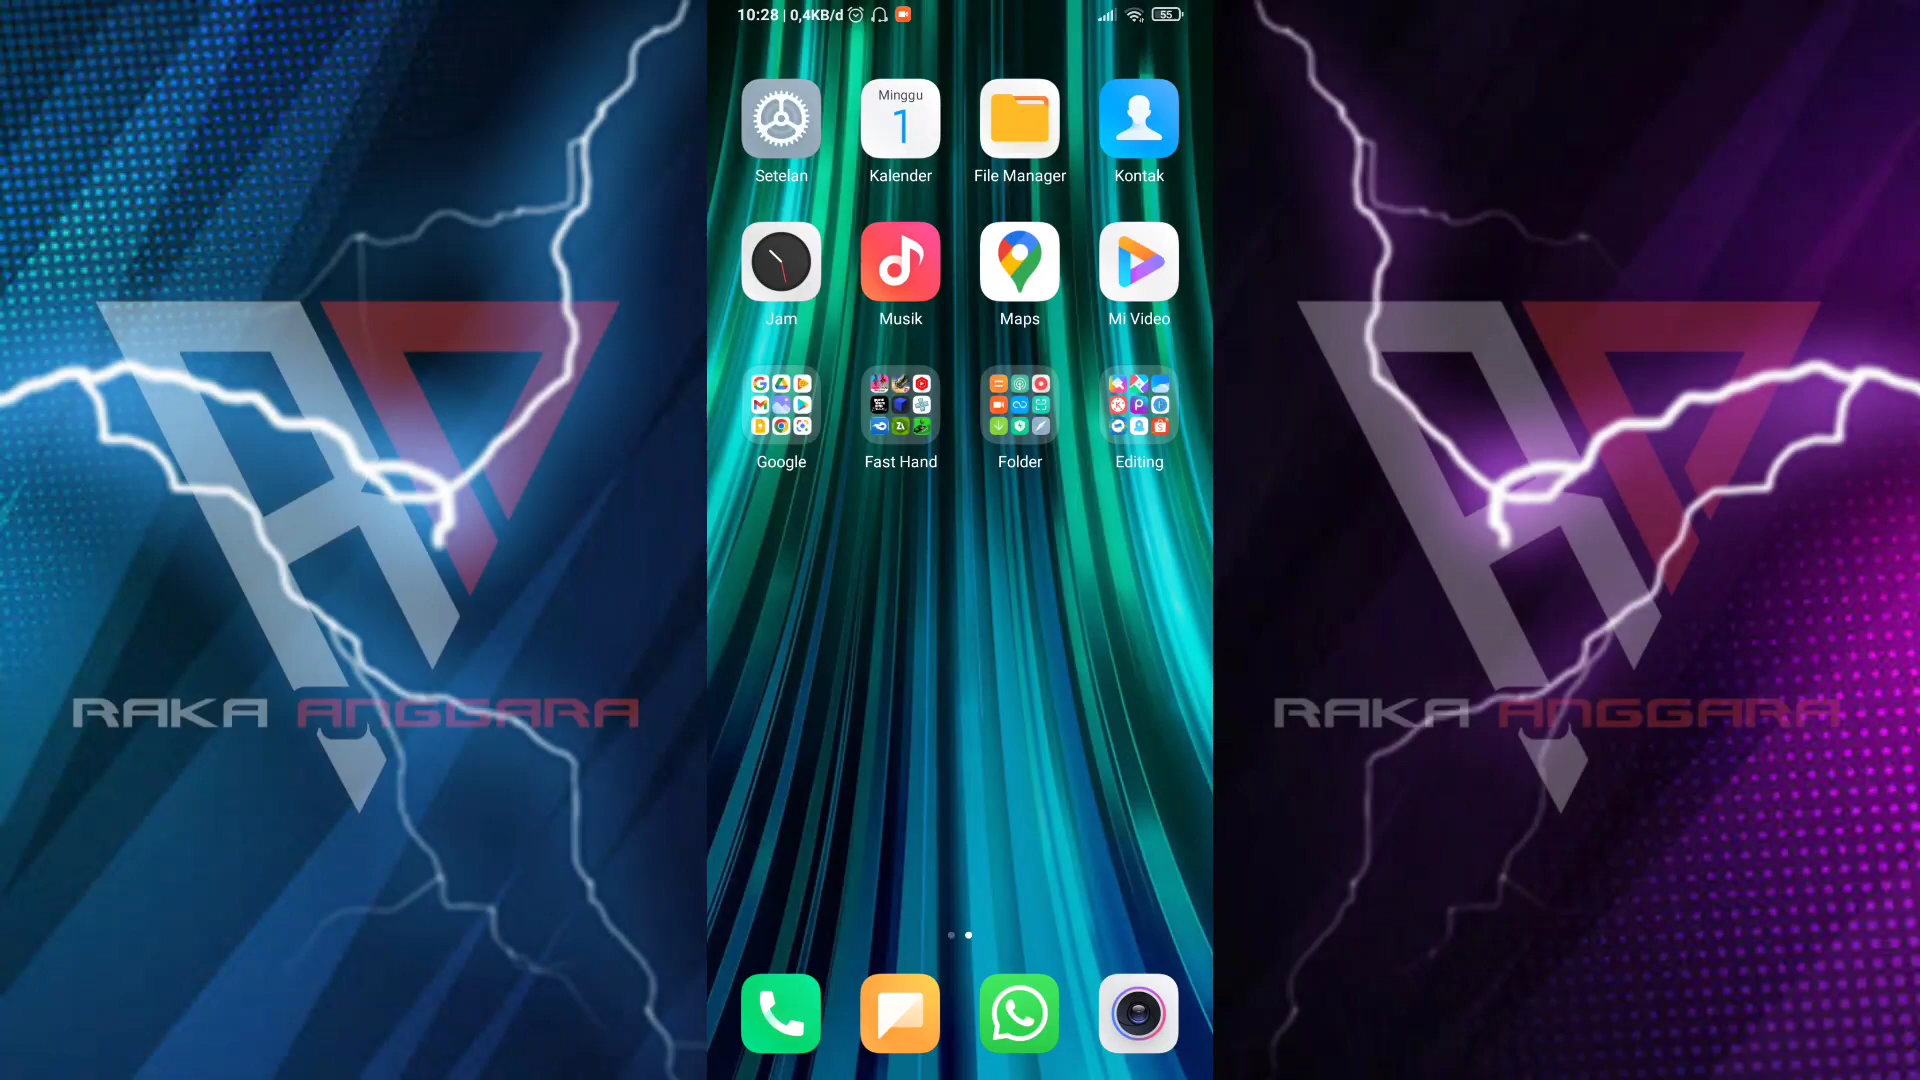 10:28 | 0,4KB/d
55
Minggu
1
Setelan
Kalender
File Manager
Kontak
Jam
Musik
Maps
Mi Video
Google
Fast Hand
Folder
Editing
RAKA ANGGARA
RAKA ANGGARA